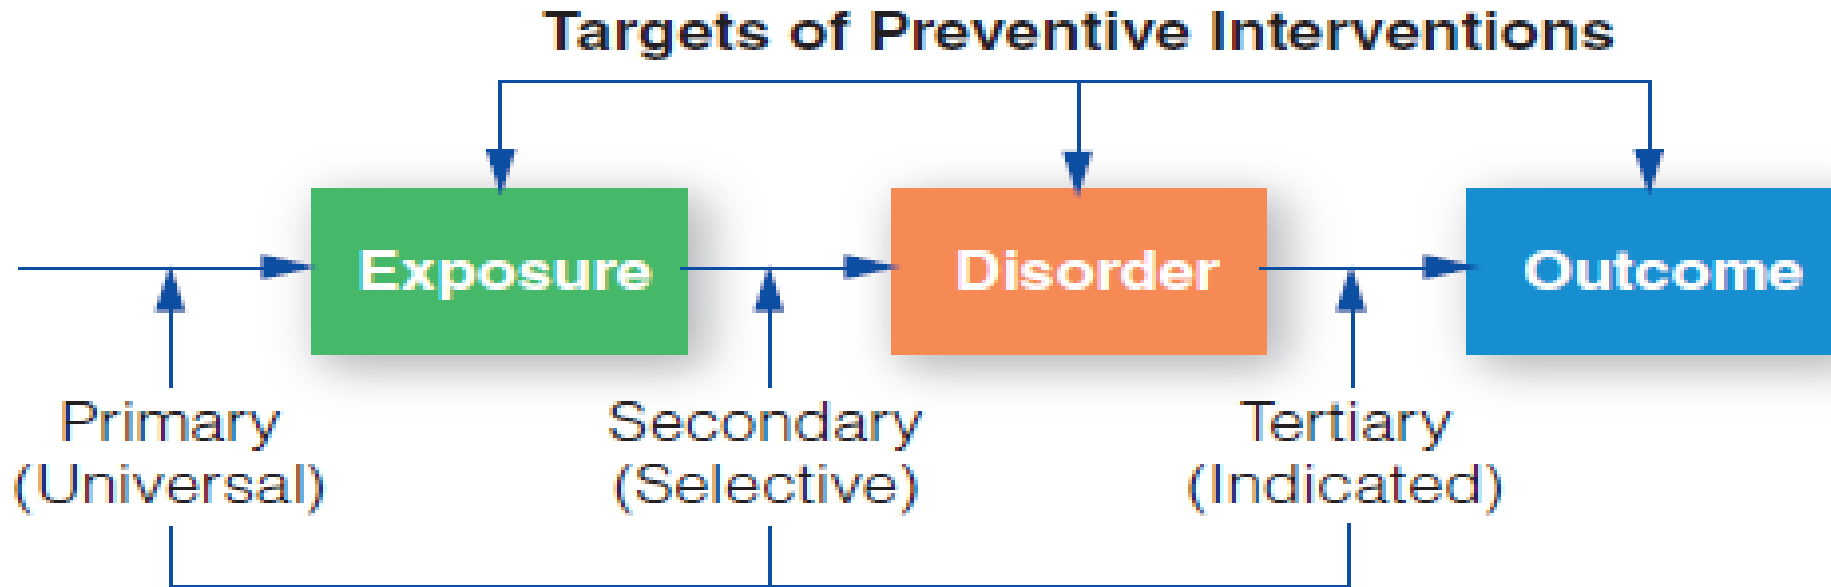 Targets of Preventive Interventions
Exposure
Disorder
Outcome
Primary
(Universal)
Secondary
(Selective)
Tertiary
(Indicated)